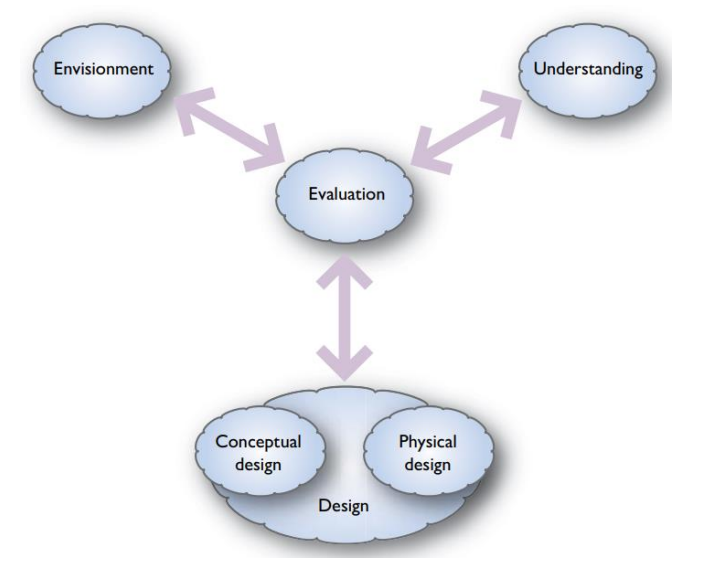 Envisionment
Understanding
Evaluation
Conceptual
design
Physical
design
Design